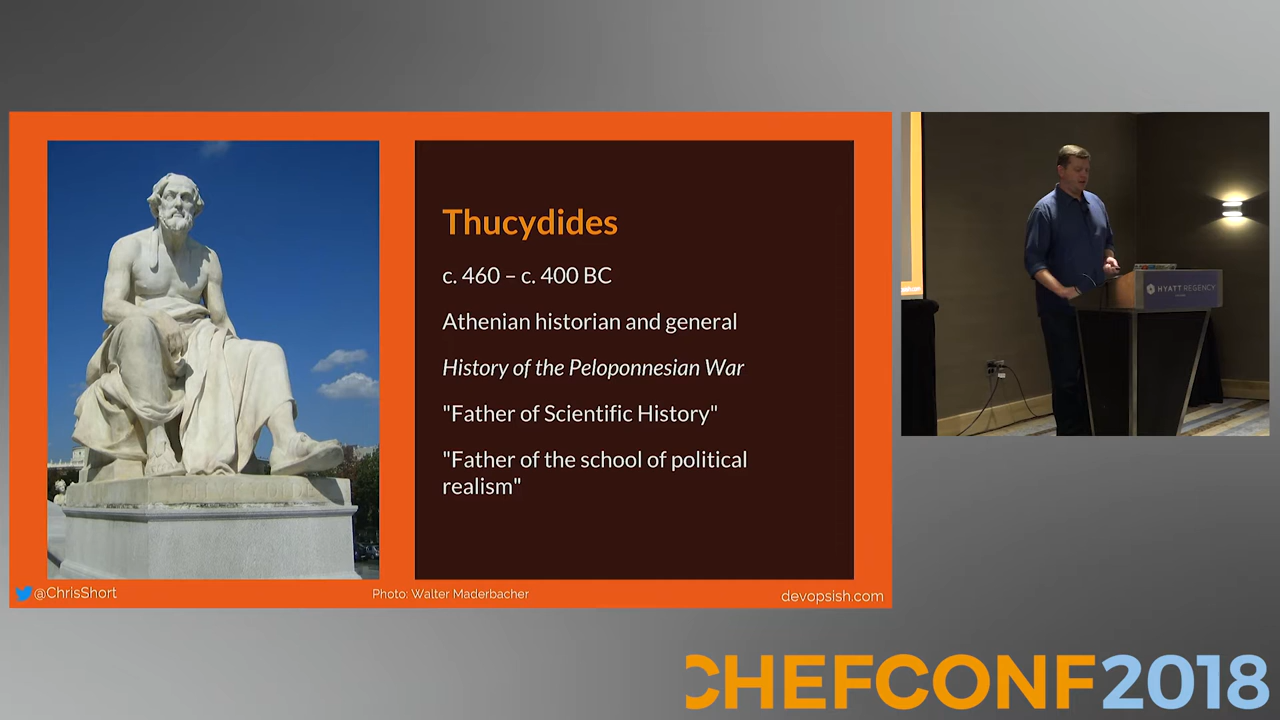 Thucydides
c. 460 – c. 400 BC
Athenian historian and general
History of the Peloponnesian War
"Father of Scientific History"
"Father of the school of political
realism"
@ChrisShort
Photo: Walter Maderbacher
devopsish.com
HYATT REGENCY
CHEFCONF2018